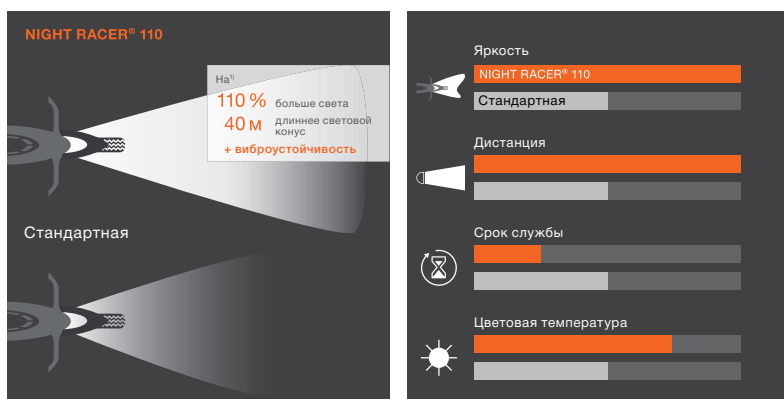 NIGHT RACER® 110
На¹⁾
110 % больше света
40 м длиннее световой
конус
+ виброустойчивость
Стандартная
Яркость
NIGHT RACER® 110
Стандартная
Дистанция
Срок службы
Цветовая температура